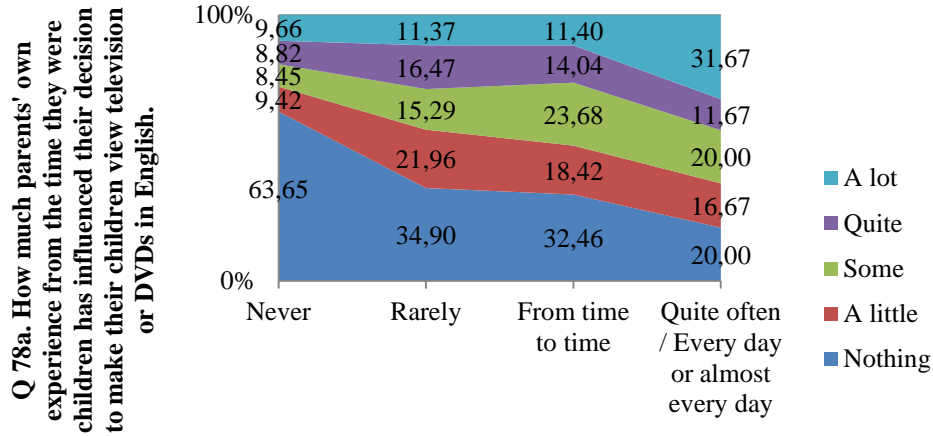 Q 78a. How much parents' own
experience from the time they were
children has influenced their decision
to make their children view television
or DVDs in English.
100%
0%
9,66
8,82
8,45
9,42
63,65
11,37
16,47
15,29
21,96
34,90
11,40
14,04
23,68
18,42
32,46
31,67
11,67
20,00
16,67
20,00
Never
Rarely
From time
to time
Quite often
/ Every day
or almost
every day
A lot
Quite
Some
A little
Nothing